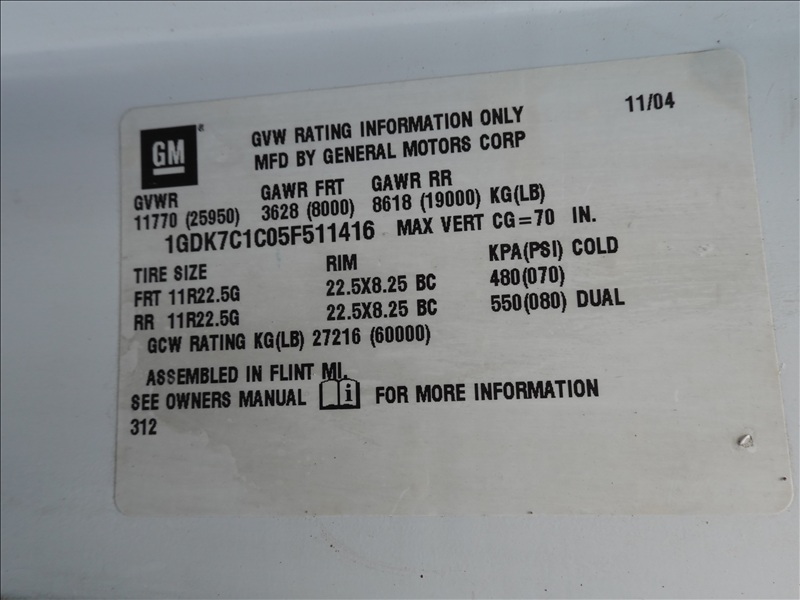 GM
GVW RATING INFORMATION ONLY
11/04
MFD BY GENERAL MOTORS CORP
GVWR GAWR FRT GAWR RR
11770 (25950) 3628 (8000) 8618 (19000) KG(LB)
1GDK7C1C05F511416 MAX VERT CG=70 IN.
TIRE SIZE RIM KPA(PSI) COLD
FRT 11R22.5G 22.5X8.25 BC 480(070)
RR 11R22.5G 22.5X8.25 BC 550(080) DUAL
GCW RATING KG(LB) 27216 (60000)
ASSEMBLED IN FLINT MI.
SEE OWNERS MANUAL i FOR MORE INFORMATION
312